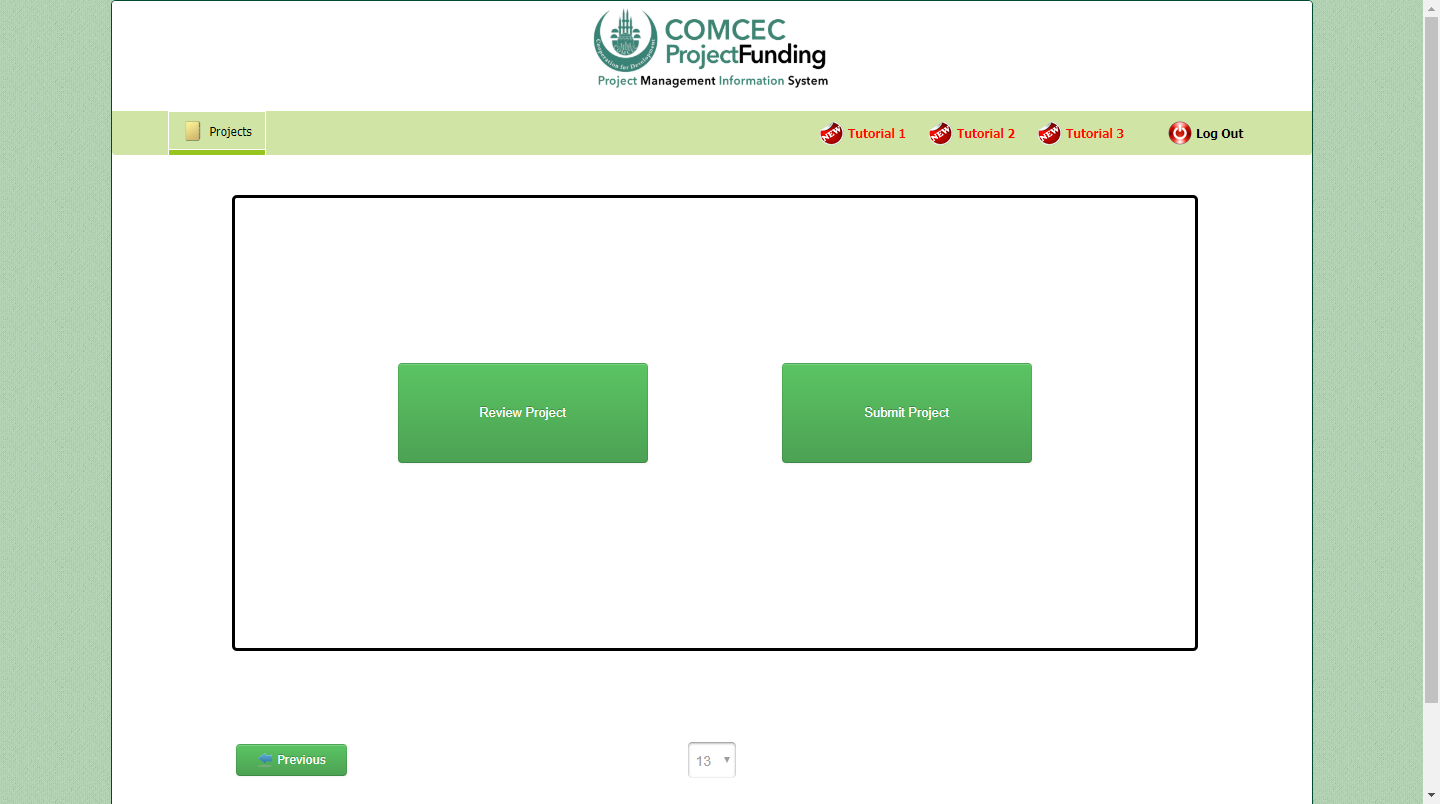 COMCEC
ProjectFunding
Cooperation for Development
Project Management Information System
Projects
NEW Tutorial 1
NEW Tutorial 2
NEW Tutorial 3
Log Out
Review Project
Submit Project
Previous
13